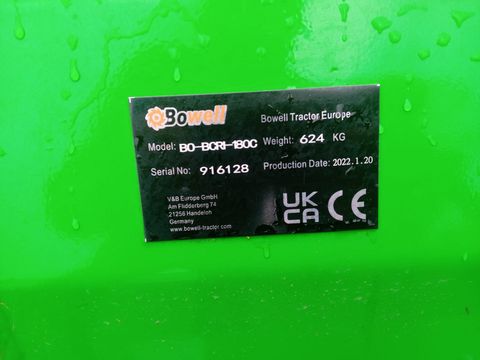 Bowell
Bowell Tractor Europe
Model: BO-BCRI-180C Weight: 624 KG
Serial No: 916128 Production Date: 2022.1.20
V&B Europe GmbH
Am Flidderberg 74
21256 Handeloh
Germany
www.bowell-tractor.com
UK
CA CE